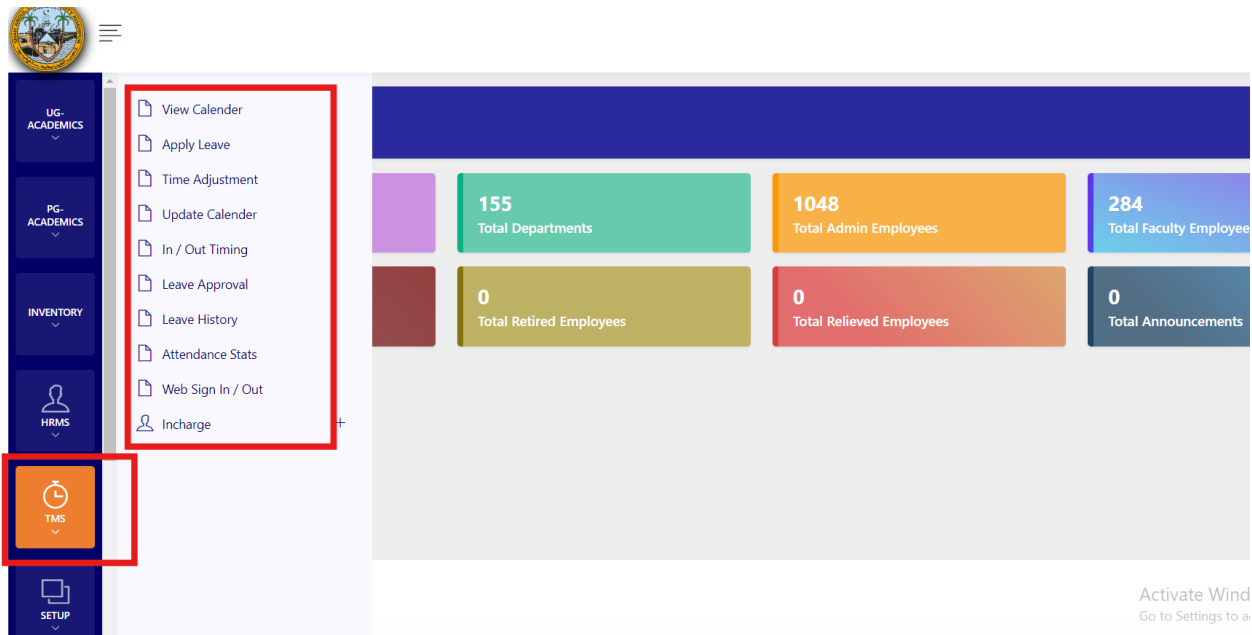 UG-
ACADEMICS
PG-
ACADEMICS
INVENTORY
HRMS
TMS
SETUP
View Calender
Apply Leave
Time Adjustment
Update Calender
In / Out Timing
Leave Approval
Leave History
Attendance Stats
Web Sign In / Out
Incharge +
155
Total Departments
1048
Total Admin Employees
284
Total Faculty Employee
0
Total Retired Employees
0
Total Relieved Employees
0
Total Announcements
Activate Wind
Go to Settings to a